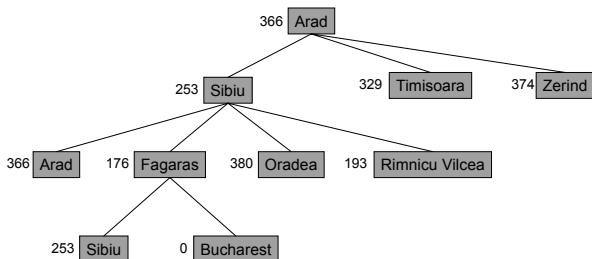 366 Arad
253 Sibiu 329 Timisoara 374 Zerind
366 Arad 176 Fagaras 380 Oradea 193 Rimnicu Vilcea
253 Sibiu 0 Bucharest